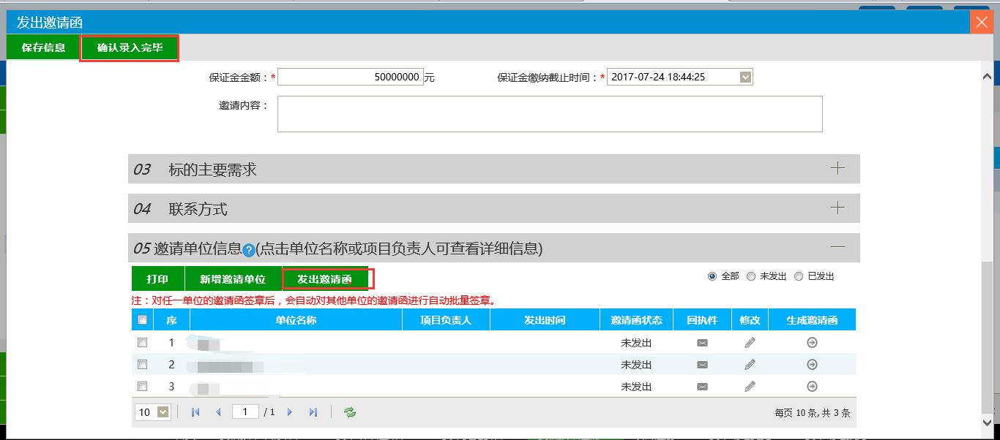 发出邀请函
保存信息 确认录入完毕
保证金金额：* 50000000 元 保证金缴纳截止时间：* 2017-07-24 18:44:25
邀请内容：
03 标的主要需求
04 联系方式
05 邀请单位信息?(点击单位名称或项目负责人可查看详细信息)
打印 新增邀请单位 发出邀请函 全部 未发出 已发出
注：对任一单位的邀请函签章后，会自动对其他单位的邀请函进行自动批量签章。
序 单位名称 项目负责人 发出时间 邀请函状态 回执件 修改 生成邀请函
1 未发出
2 未发出
3 未发出
10 1 / 1 每页 10 条, 共 3 条